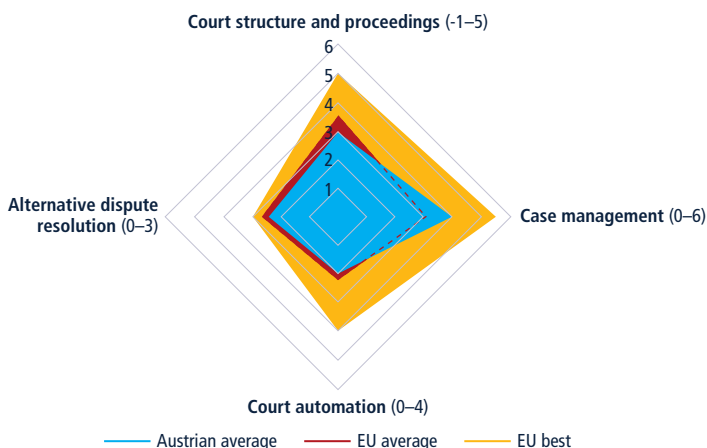 Court structure and proceedings (-1–5)
6
5
4
3
2
1
Alternative dispute
resolution (0–3)
Case management (0–6)
Court automation (0–4)
Austrian average EU average EU best